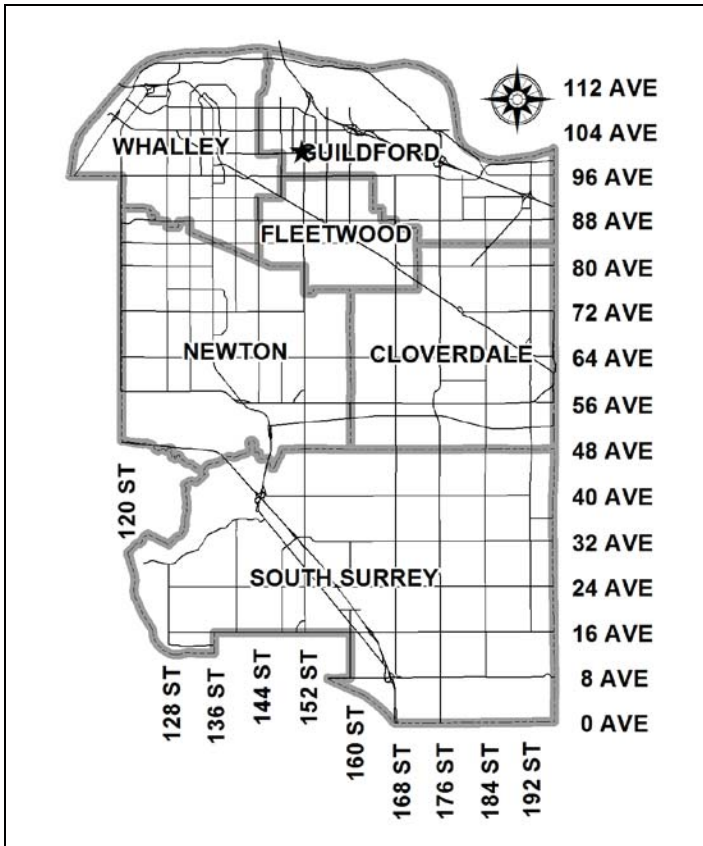 112 AVE
104 AVE
WHALLEY
GUILDFORD
96 AVE
88 AVE
FLEETWOOD
80 AVE
72 AVE
NEWTON
CLOVERDALE
64 AVE
56 AVE
48 AVE
120 ST
40 AVE
32 AVE
SOUTH SURREY
24 AVE
16 AVE
128 ST
136 ST
144 ST
152 ST
160 ST
8 AVE
0 AVE
168 ST
176 ST
184 ST
192 ST